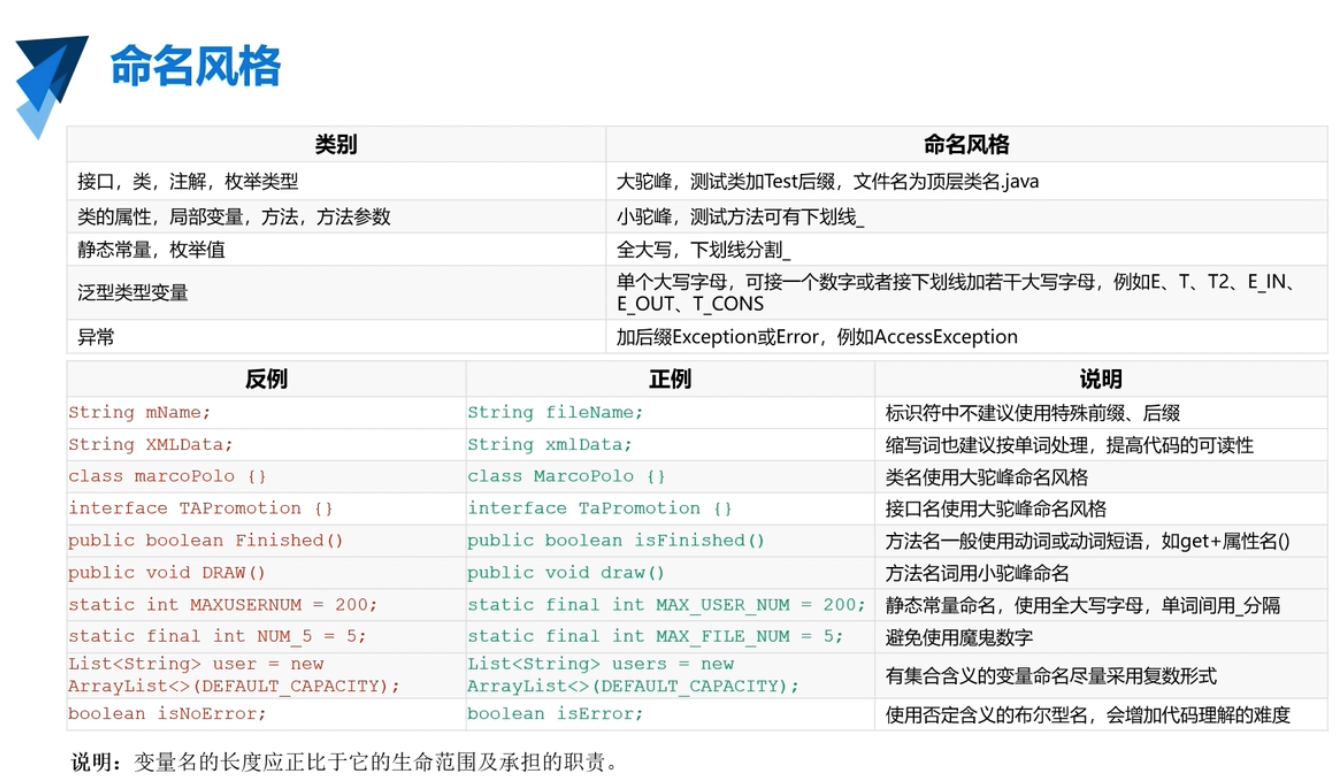 命名风格
类别 命名风格
接口，类，注解，枚举类型 大驼峰，测试类加Test后缀，文件名为顶层类名.java
类的属性，局部变量，方法，方法参数 小驼峰，测试方法可有下划线_
静态常量，枚举值 全大写，下划线分割_
泛型类型变量 单个大写字母，可接一个数字或者接下划线加若干大写字母，例如E、T、T2、E_IN、
E_OUT、T_CONS
异常 加后缀Exception或Error，例如AccessException
反例 正例 说明
String mName; String fileName; 标识符中不建议使用特殊前缀、后缀
String XMLData; String xmlData; 缩写词也建议按单词处理，提高代码的可读性
class marcoPolo {} class MarcoPolo {} 类名使用大驼峰命名风格
interface TAPromotion {} interface TaPromotion {} 接口名使用大驼峰命名风格
public boolean Finished() public boolean isFinished() 方法名一般使用动词或动词短语，如get+属性名()
public void DRAW() public void draw() 方法名词用小驼峰命名
static int MAXUSERNUM = 200; static final int MAX_USER_NUM = 200; 静态常量命名，使用全大写字母，单词间用_分隔
static final int NUM_5 = 5; static final int MAX_FILE_NUM = 5; 避免使用魔鬼数字
List<String> user = new List<String> users = new
ArrayList<>(DEFAULT_CAPACITY); ArrayList<>(DEFAULT_CAPACITY); 有集合含义的变量命名尽量采用复数形式
boolean isNoError; boolean isError; 使用否定含义的布尔型名，会增加代码理解的难度
说明：变量名的长度应正比于它的生命范围及承担的职责。